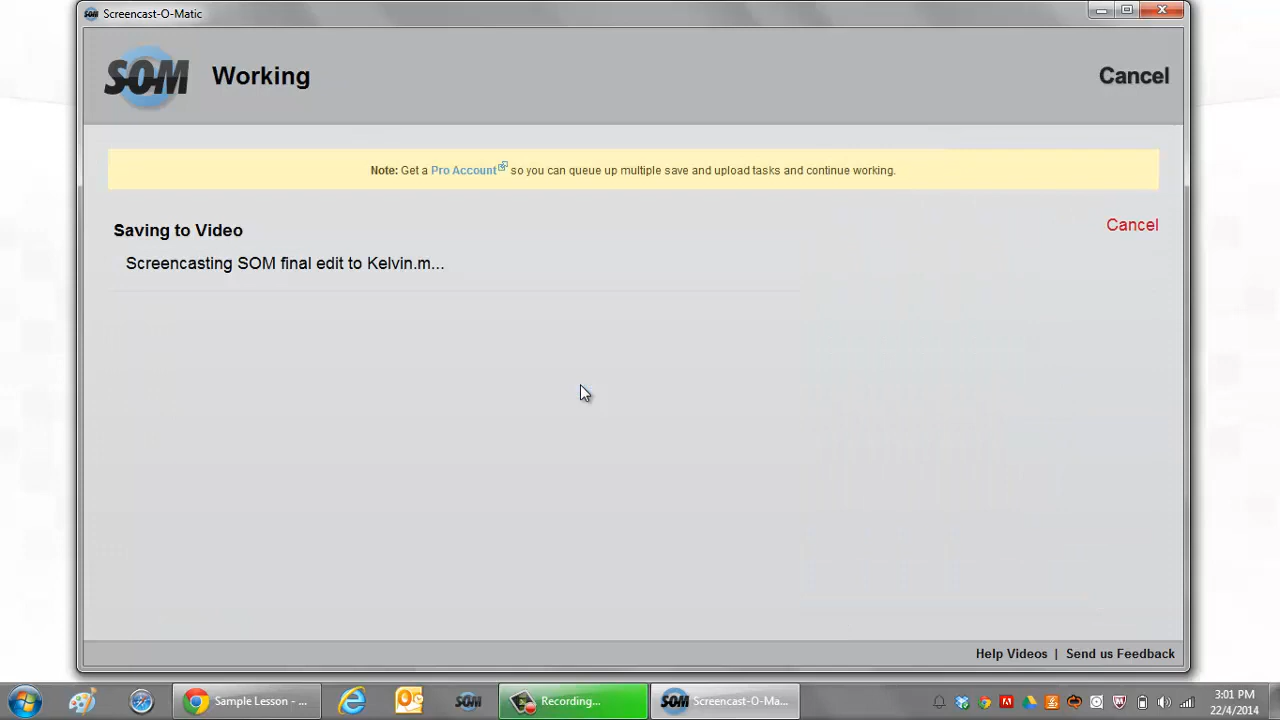 Screencast-O-Matic
SOM Working Cancel
Note: Get a Pro Account so you can queue up multiple save and upload tasks and continue working.
Saving to Video Cancel
Screencasting SOM final edit to Kelvin.m...
Help Videos | Send us Feedback
Sample Lesson - ... SOM Recording... SOM Screencast-O-Ma... 3:01 PM
22/4/2014